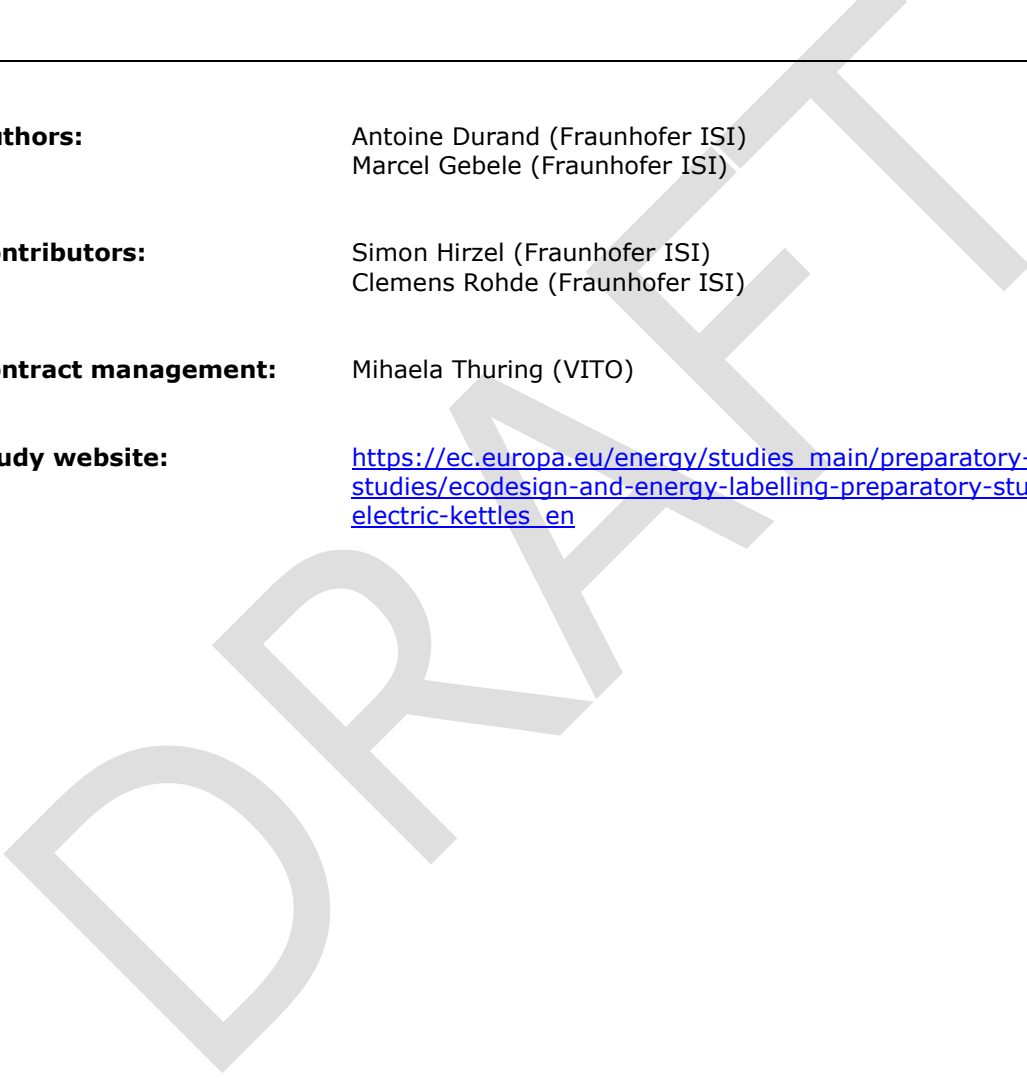 uthors: Antoine Durand (Fraunhofer ISI)
Marcel Gebele (Fraunhofer ISI)
ontributors: Simon Hirzel (Fraunhofer ISI)
Clemens Rohde (Fraunhofer ISI)
ontract management: Mihaela Thuring (VITO)
udy website: https://ec.europa.eu/energy/studies_main/preparatory-
studies/ecodesign-and-energy-labelling-preparatory-stu
electric-kettles_en
DRAFT